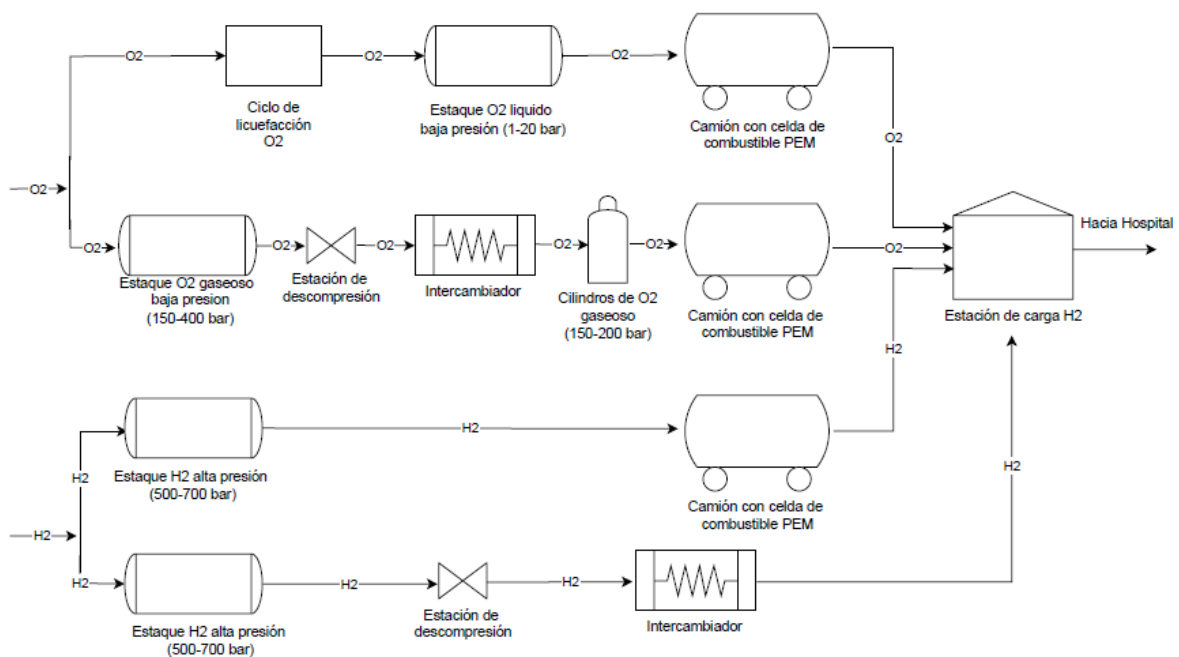 O2
O2
O2
O2
Ciclo de
licuefacción
O2
Estaque O2 liquido
baja presión (1-20 bar)
Camión con celda de
combustible PEM
O2
O2
O2
O2
O2
O2
O2
O2
Estaque O2 gaseoso
baja presion
(150-400 bar)
Estación de
descompresión
Intercambiador
Cilindros de O2
gaseoso
(150-200 bar)
Camión con celda de
combustible PEM
Hacia Hospital
Estación de carga H2
H2
H2
H2
Estaque H2 alta presión
(500-700 bar)
Camión con celda de
combustible PEM
H2
H2
H2
H2
H2
Estaque H2 alta presión
(500-700 bar)
Estación de
descompresión
Intercambiador